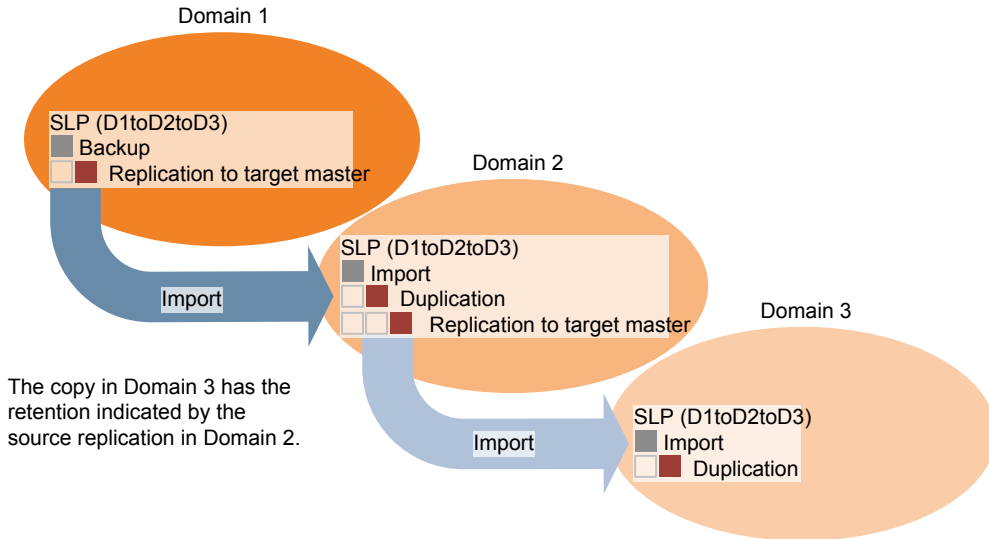 Domain 1
SLP (D1toD2toD3)
Backup
Replication to target master
Import
Domain 2
SLP (D1toD2toD3)
Import
Duplication
Replication to target master
Import
Domain 3
SLP (D1toD2toD3)
Import
Duplication
The copy in Domain 3 has the
retention indicated by the
source replication in Domain 2.